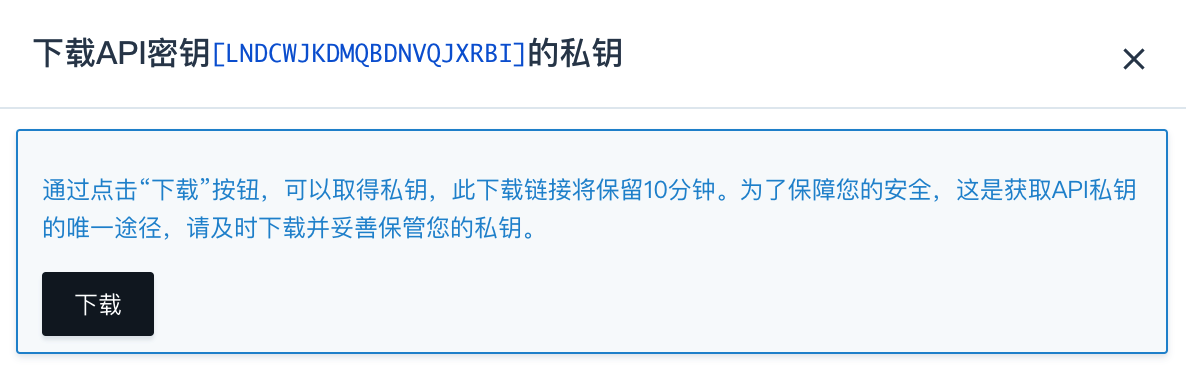 下载API密钥[LNDCWJKDMQBDNVQJXRBI]的私钥
通过点击“下载”按钮，可以取得私钥，此下载链接将保留10分钟。为了保障您的安全，这是获取API私钥
的唯一途径，请及时下载并妥善保管您的私钥。
下载